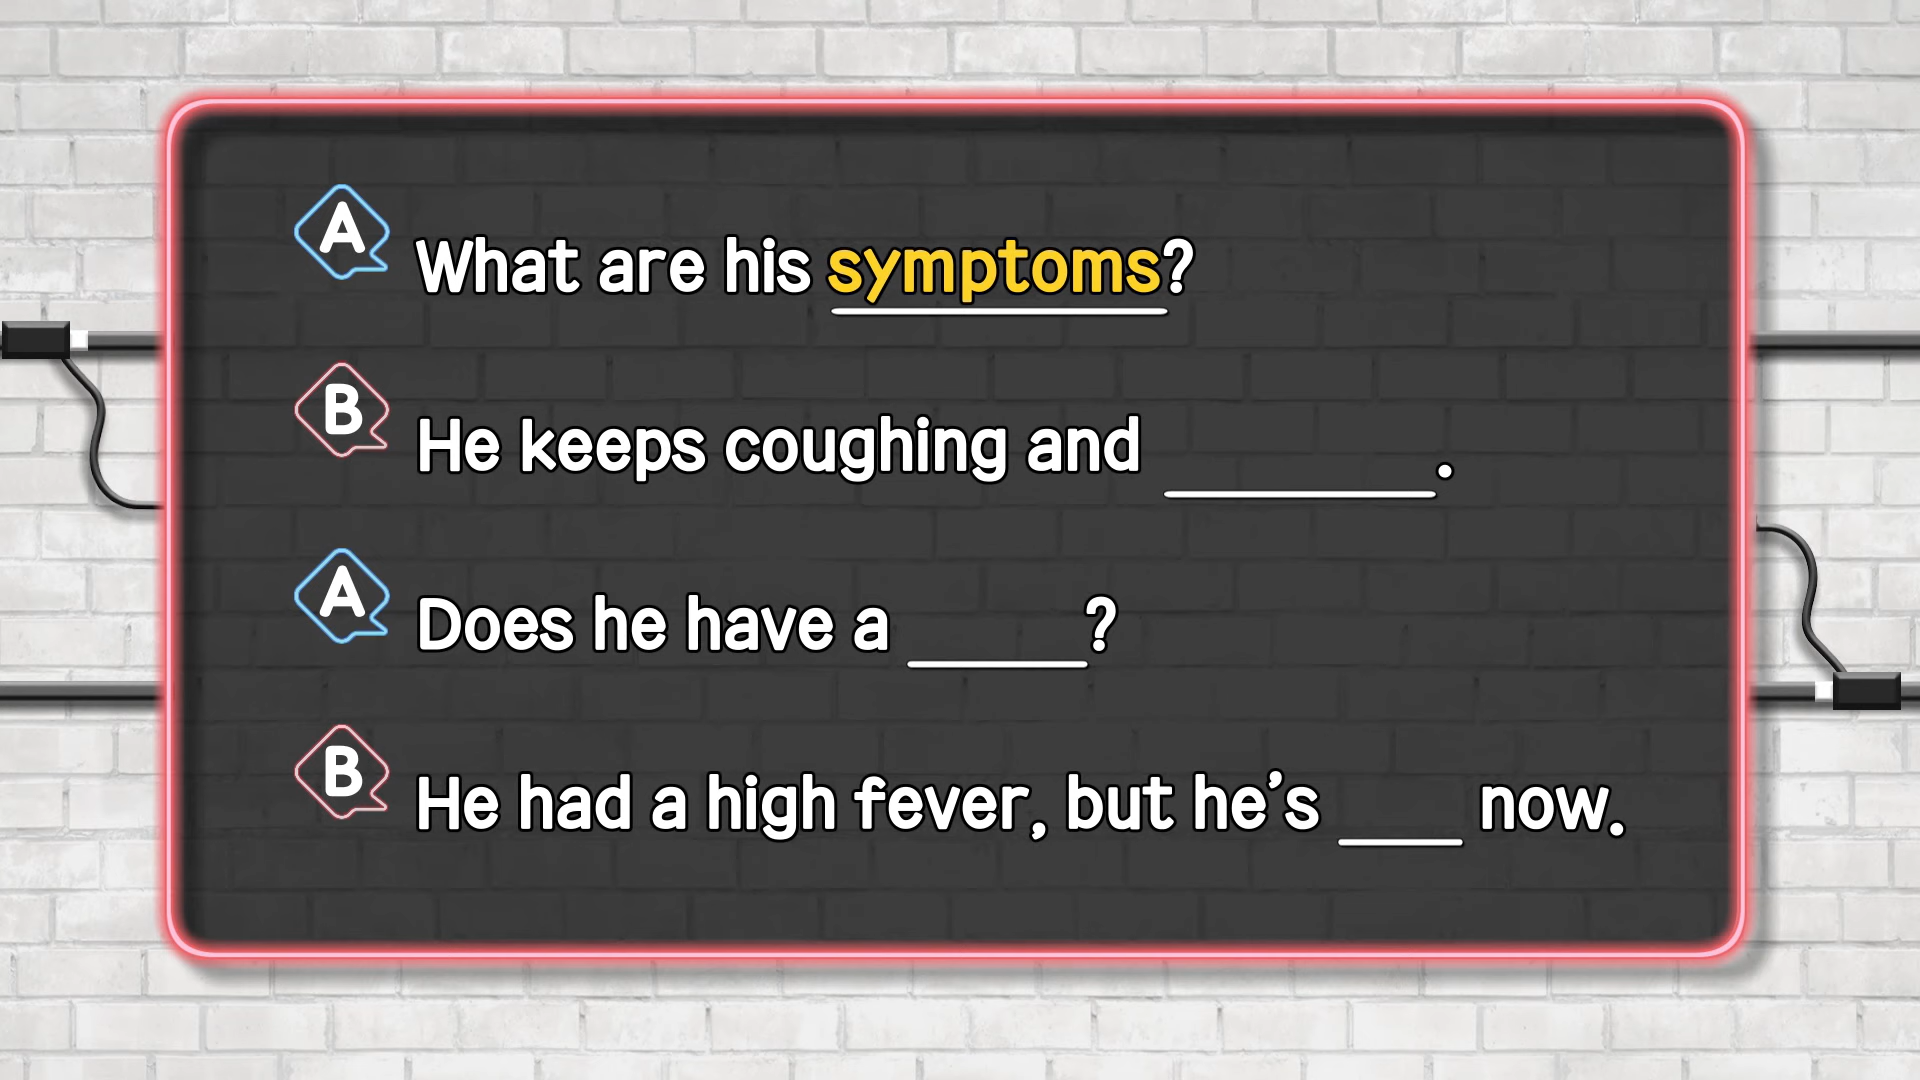 A What are his symptoms?
B He keeps coughing and ________.
A Does he have a _____?
B He had a high fever, but he’s ____ now.